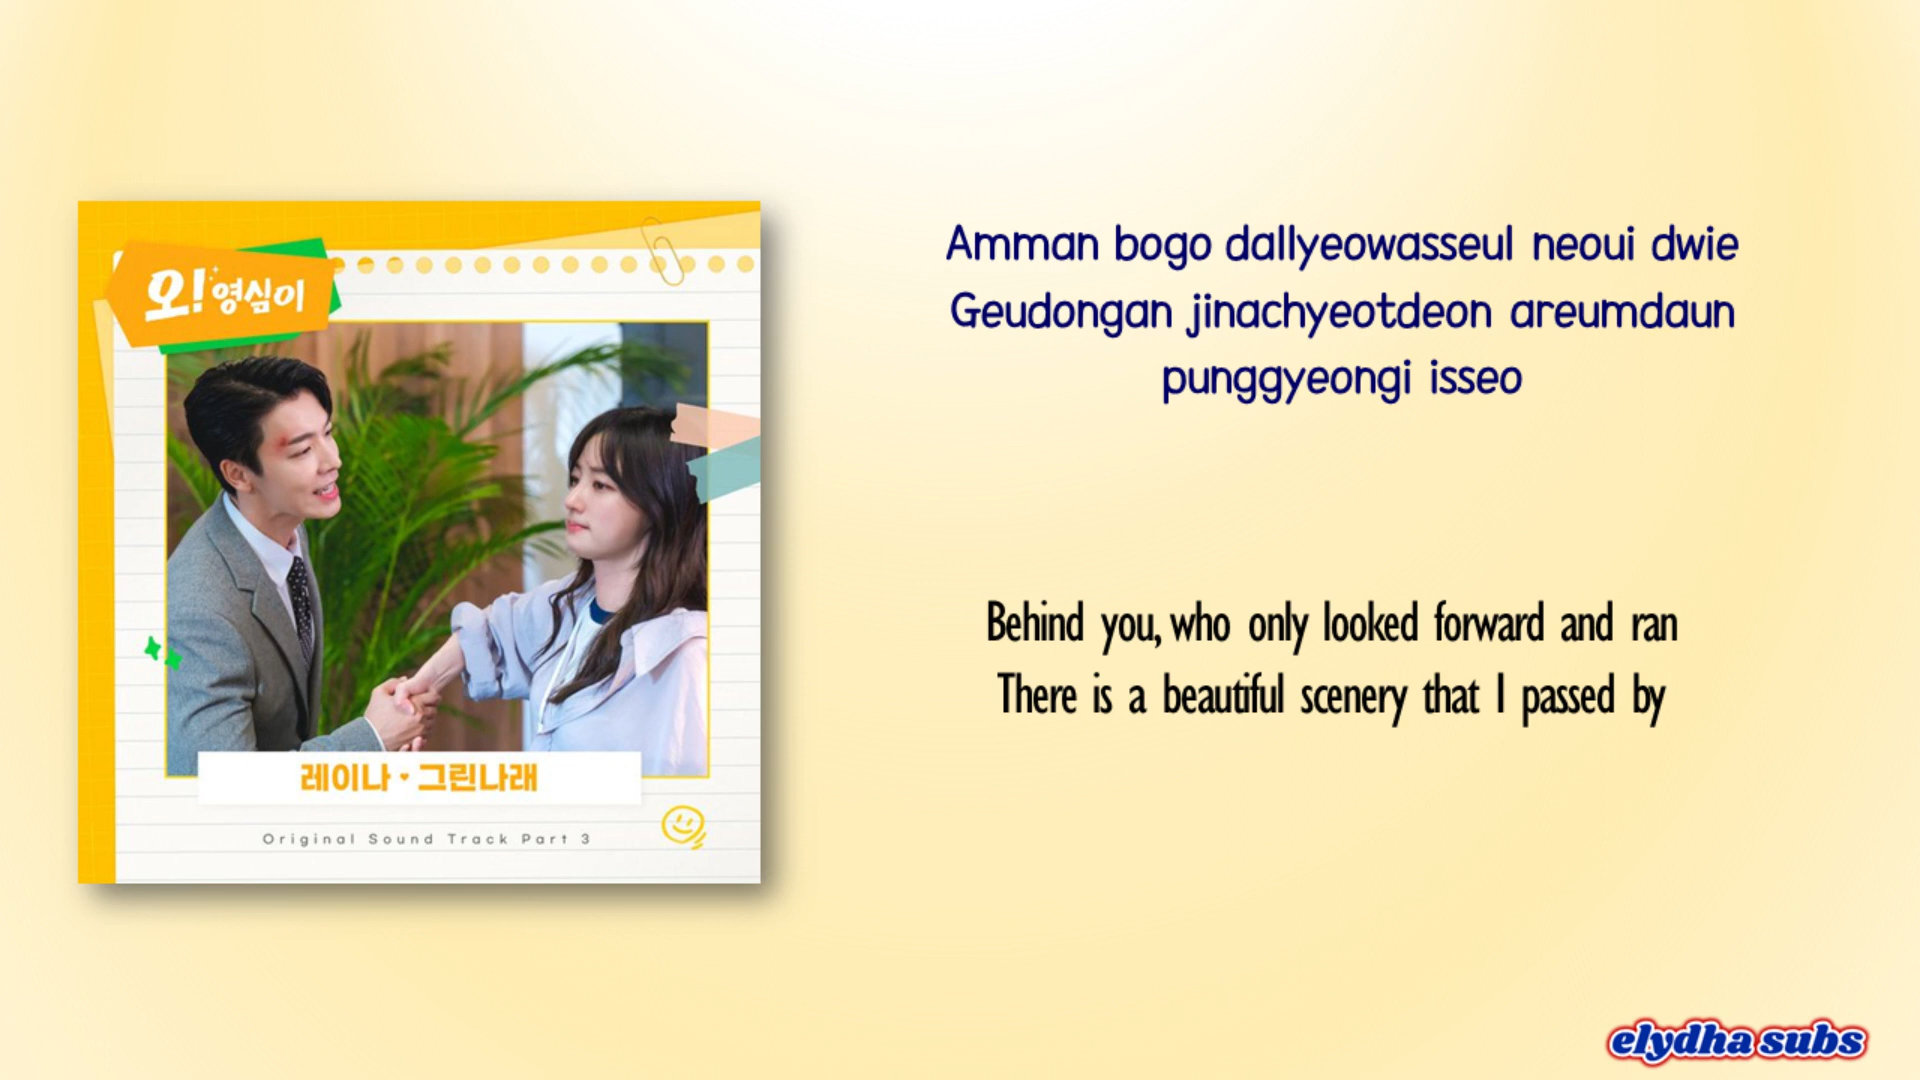 오! 영심이
레이나 · 그린나래
Original Sound Track Part 3
Amman bogo dallyeowasseul neoui dwie
Geudongan jinachyeotdeon areumdaun
punggyeongi isseo
Behind you, who only looked forward and ran
There is a beautiful scenery that I passed by
elydha subs